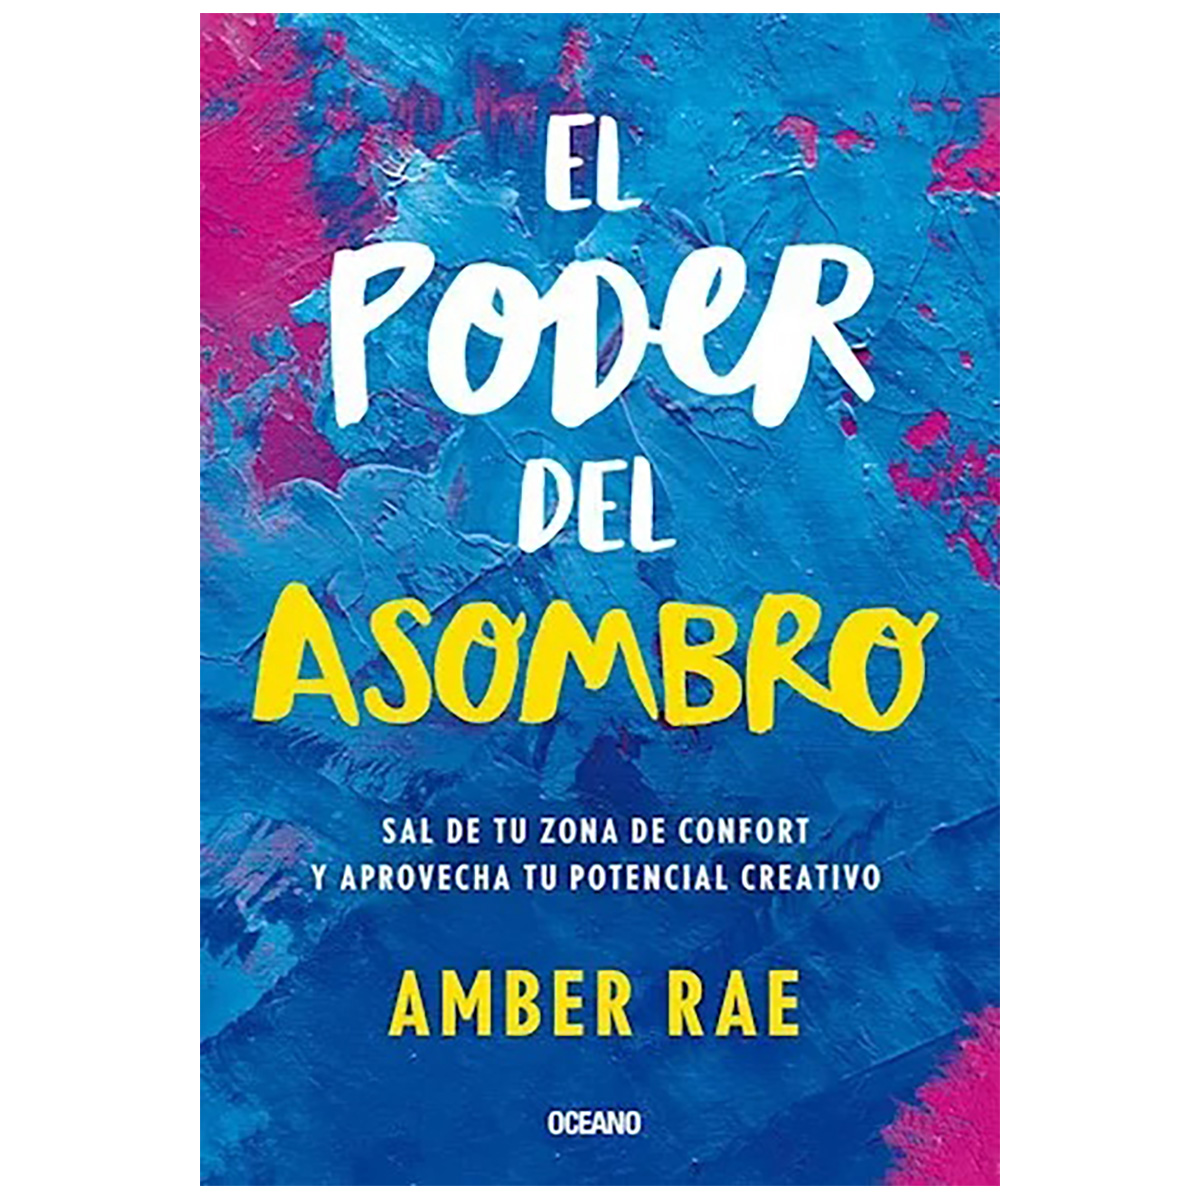 EL
PODER
DEL
ASOMBRO
SAL DE TU ZONA DE CONFORT
Y APROVECHA TU POTENCIAL CREATIVO
AMBER RAE
OCEANO